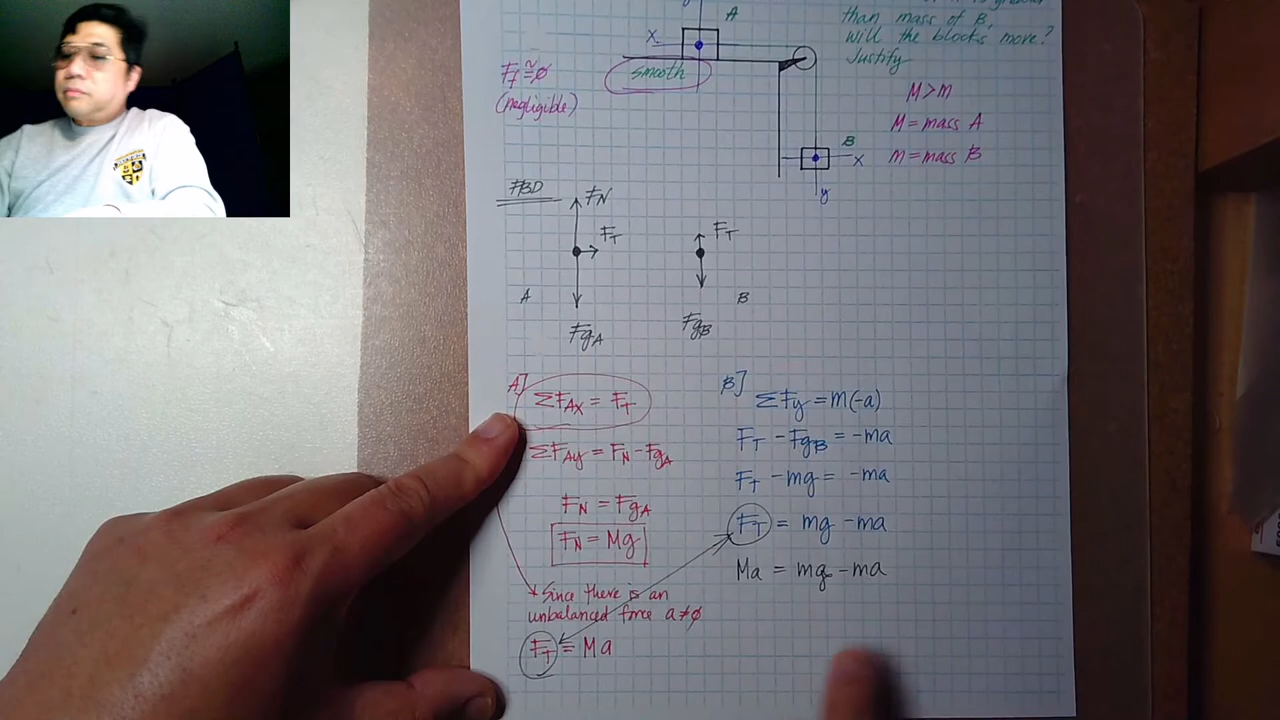 than mass of B,
will the blocks move?
Justify
A
X
smooth
Ff ≅ ∅
(negligible)
M > m
M = mass A
m = mass B
B
X
y
FBD
FN
FT
FT
A
B
FgA
FgB
A]
ΣFAx = FT
ΣFAy = FN - FgA
FN = FgA
FN = Mg
Since there is an
unbalanced force a ≠ ∅
FT = Ma
B]
ΣFy = m(-a)
FT - FgB = -ma
FT - mg = -ma
FT = mg - ma
Ma = mg - ma